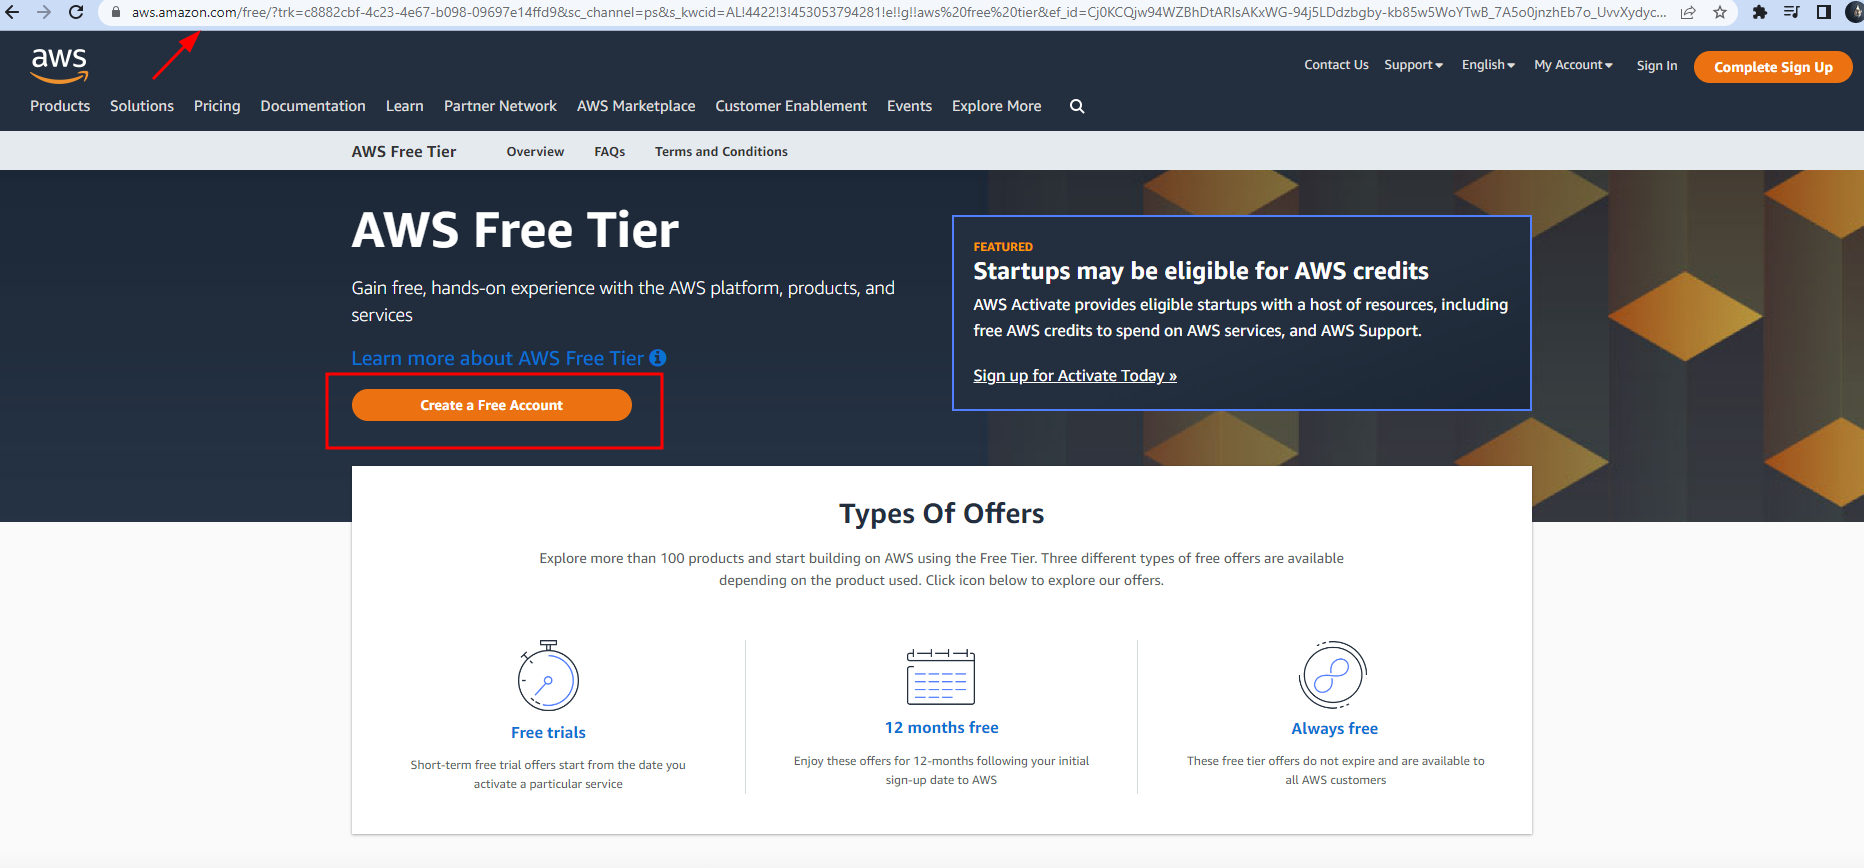 aws.amazon.com/free/?trk=c8882cbf-4c23-4e67-b098-09697e14ffd9&sc_channel=ps&s_kwcid=AL!4422!3!453053794281!e!!g!!aws%20free%20tier&ef_id=Cj0KCQjw94WZBhDtARIsAKxWG-94j5LDdzbgby-kb85w5WoYTwB_7A5o0jnzhEb7o_UvvXydyc...
aws
Contact Us Support English My Account Sign In Complete Sign Up
Products Solutions Pricing Documentation Learn Partner Network AWS Marketplace Customer Enablement Events Explore More
AWS Free Tier Overview FAQs Terms and Conditions
AWS Free Tier
Gain free, hands-on experience with the AWS platform, products, and
services
Learn more about AWS Free Tier
Create a Free Account
FEATURED
Startups may be eligible for AWS credits
AWS Activate provides eligible startups with a host of resources, including
free AWS credits to spend on AWS services, and AWS Support.
Sign up for Activate Today »
Types Of Offers
Explore more than 100 products and start building on AWS using the Free Tier. Three different types of free offers are available
depending on the product used. Click icon below to explore our offers.
Free trials
Short-term free trial offers start from the date you
activate a particular service
12 months free
Enjoy these offers for 12-months following your initial
sign-up date to AWS
Always free
These free tier offers do not expire and are available to
all AWS customers